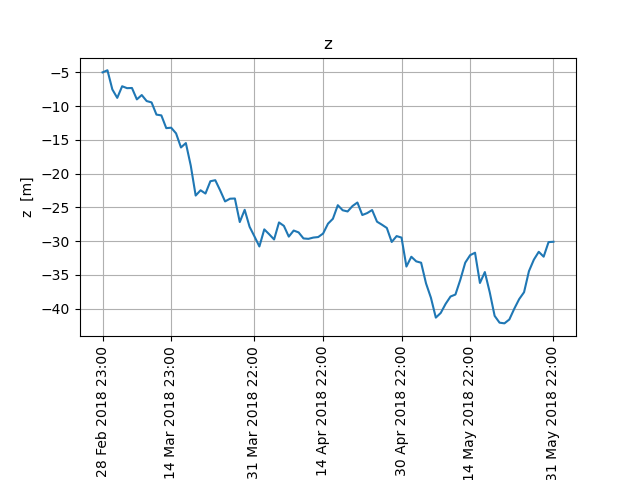 z
z [m]
−5
−10
−15
−20
−25
−30
−35
−40
28 Feb 2018 23:00
14 Mar 2018 23:00
31 Mar 2018 22:00
14 Apr 2018 22:00
30 Apr 2018 22:00
14 May 2018 22:00
31 May 2018 22:00